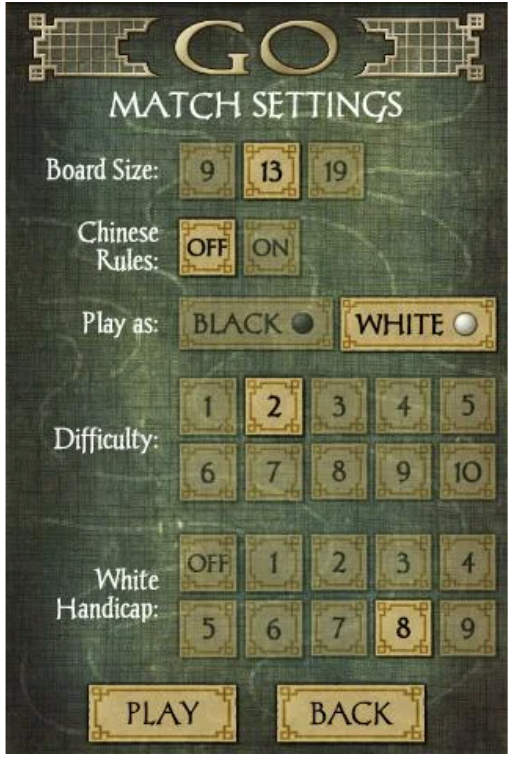 GO
MATCH SETTINGS
Board Size: 9 13 19
Chinese
Rules: OFF ON
Play as: BLACK WHITE
Difficulty: 1 2 3 4 5
6 7 8 9 10
White
Handicap: OFF 1 2 3 4
5 6 7 8 9
PLAY BACK